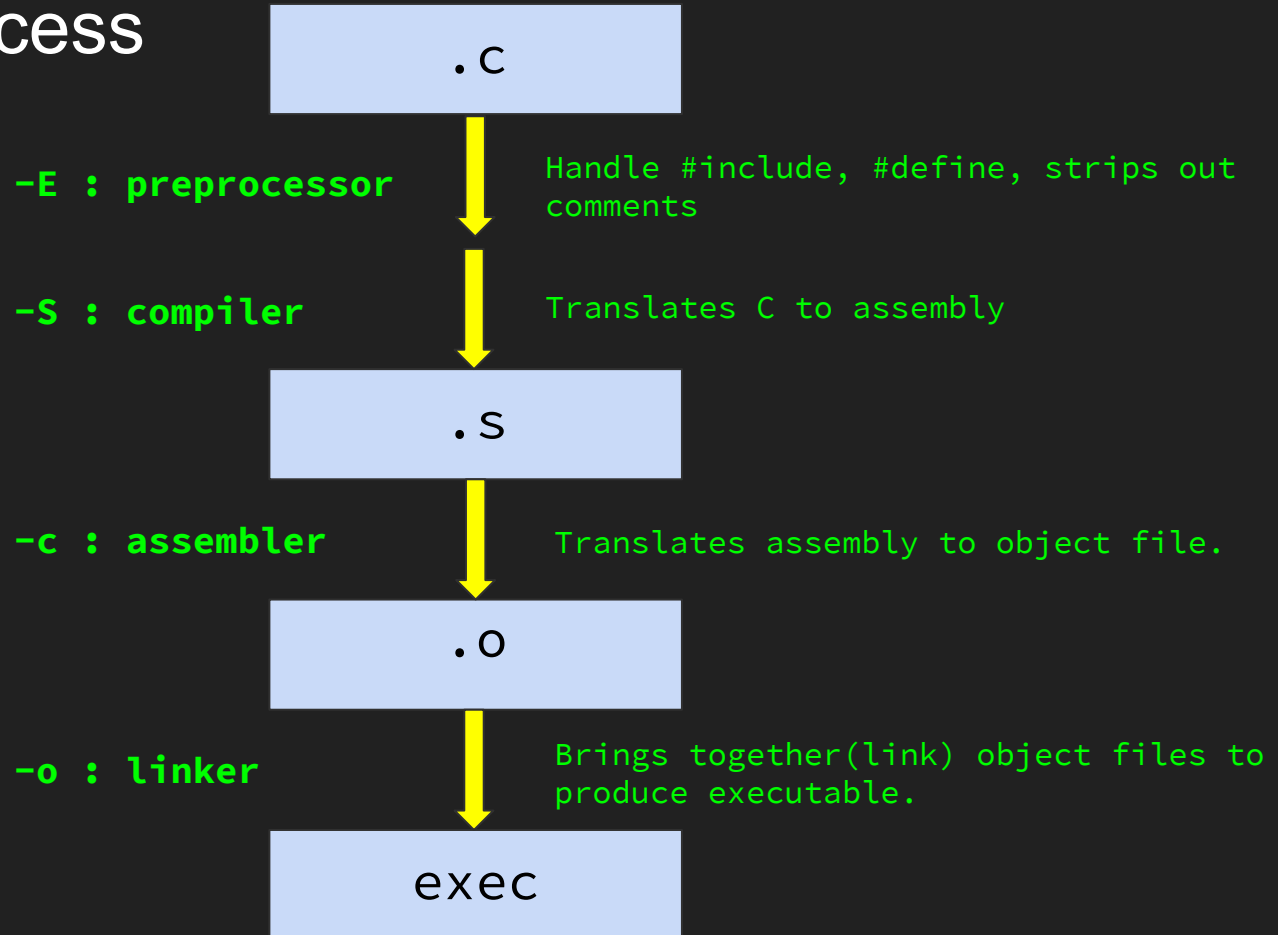 cess
.c
-E : preprocessor
Handle #include, #define, strips out
comments
-S : compiler
Translates C to assembly
.s
-c : assembler
Translates assembly to object file.
.o
-o : linker
Brings together(link) object files to
produce executable.
exec